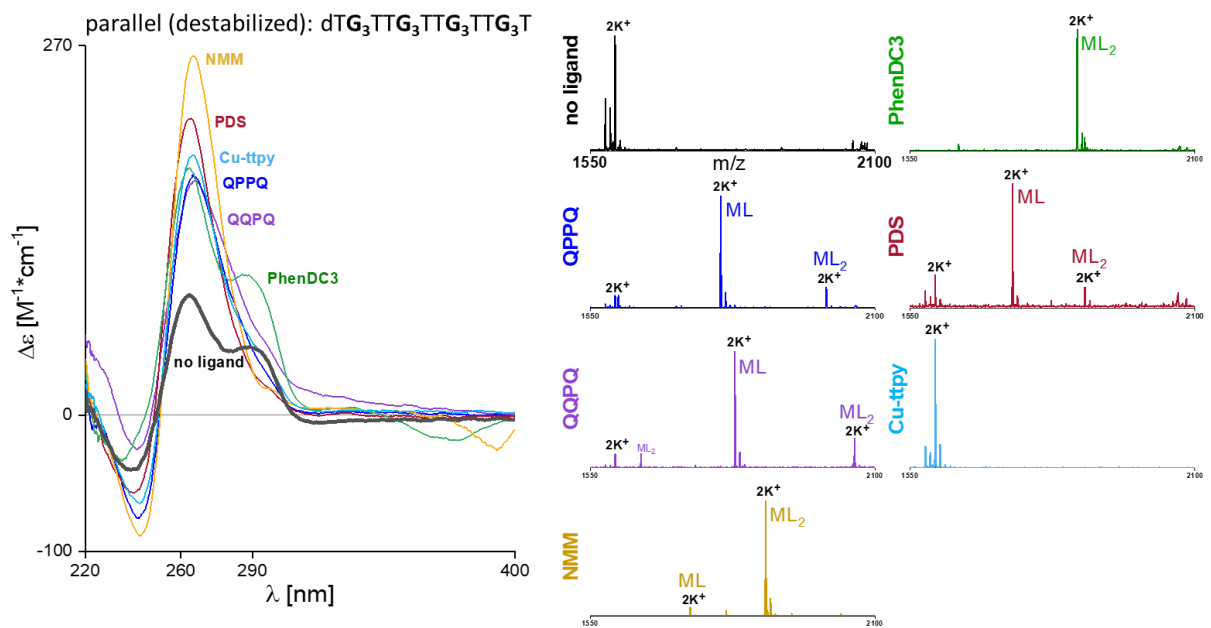 parallel (destabilized): dTG₃TTG₃TTG₃TTG₃T
270
0
-100
Δε [M⁻¹*cm⁻¹]
NMM
PDS
Cu-ttpy
QPPQ
QQPQ
PhenDC3
no ligand
220
260
290
400
λ [nm]
no ligand
2K⁺
1550
m/z
2100
PhenDC3
ML₂
1550
2100
QPPQ
2K⁺
2K⁺
ML
ML₂
2K⁺
1550
2100
PDS
2K⁺
2K⁺
ML
ML₂
2K⁺
1550
2100
QQPQ
2K⁺
ML₂
2K⁺
ML
ML₂
2K⁺
1550
2100
Cu-ttpy
2K⁺
1550
2100
NMM
ML
2K⁺
2K⁺
ML₂
1550
2100